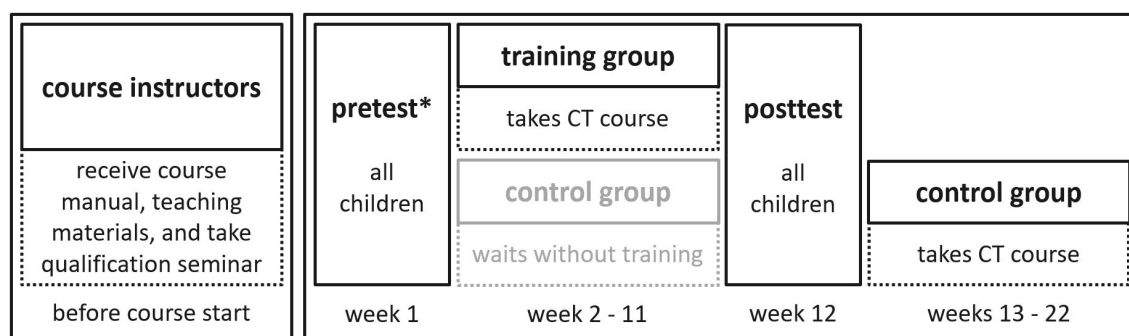 course instructors
receive course
manual, teaching
materials, and take
qualification seminar
before course start
pretest*
all
children
week 1
training group
takes CT course
control group
waits without training
week 2 - 11
posttest
all
children
week 12
control group
takes CT course
weeks 13 - 22